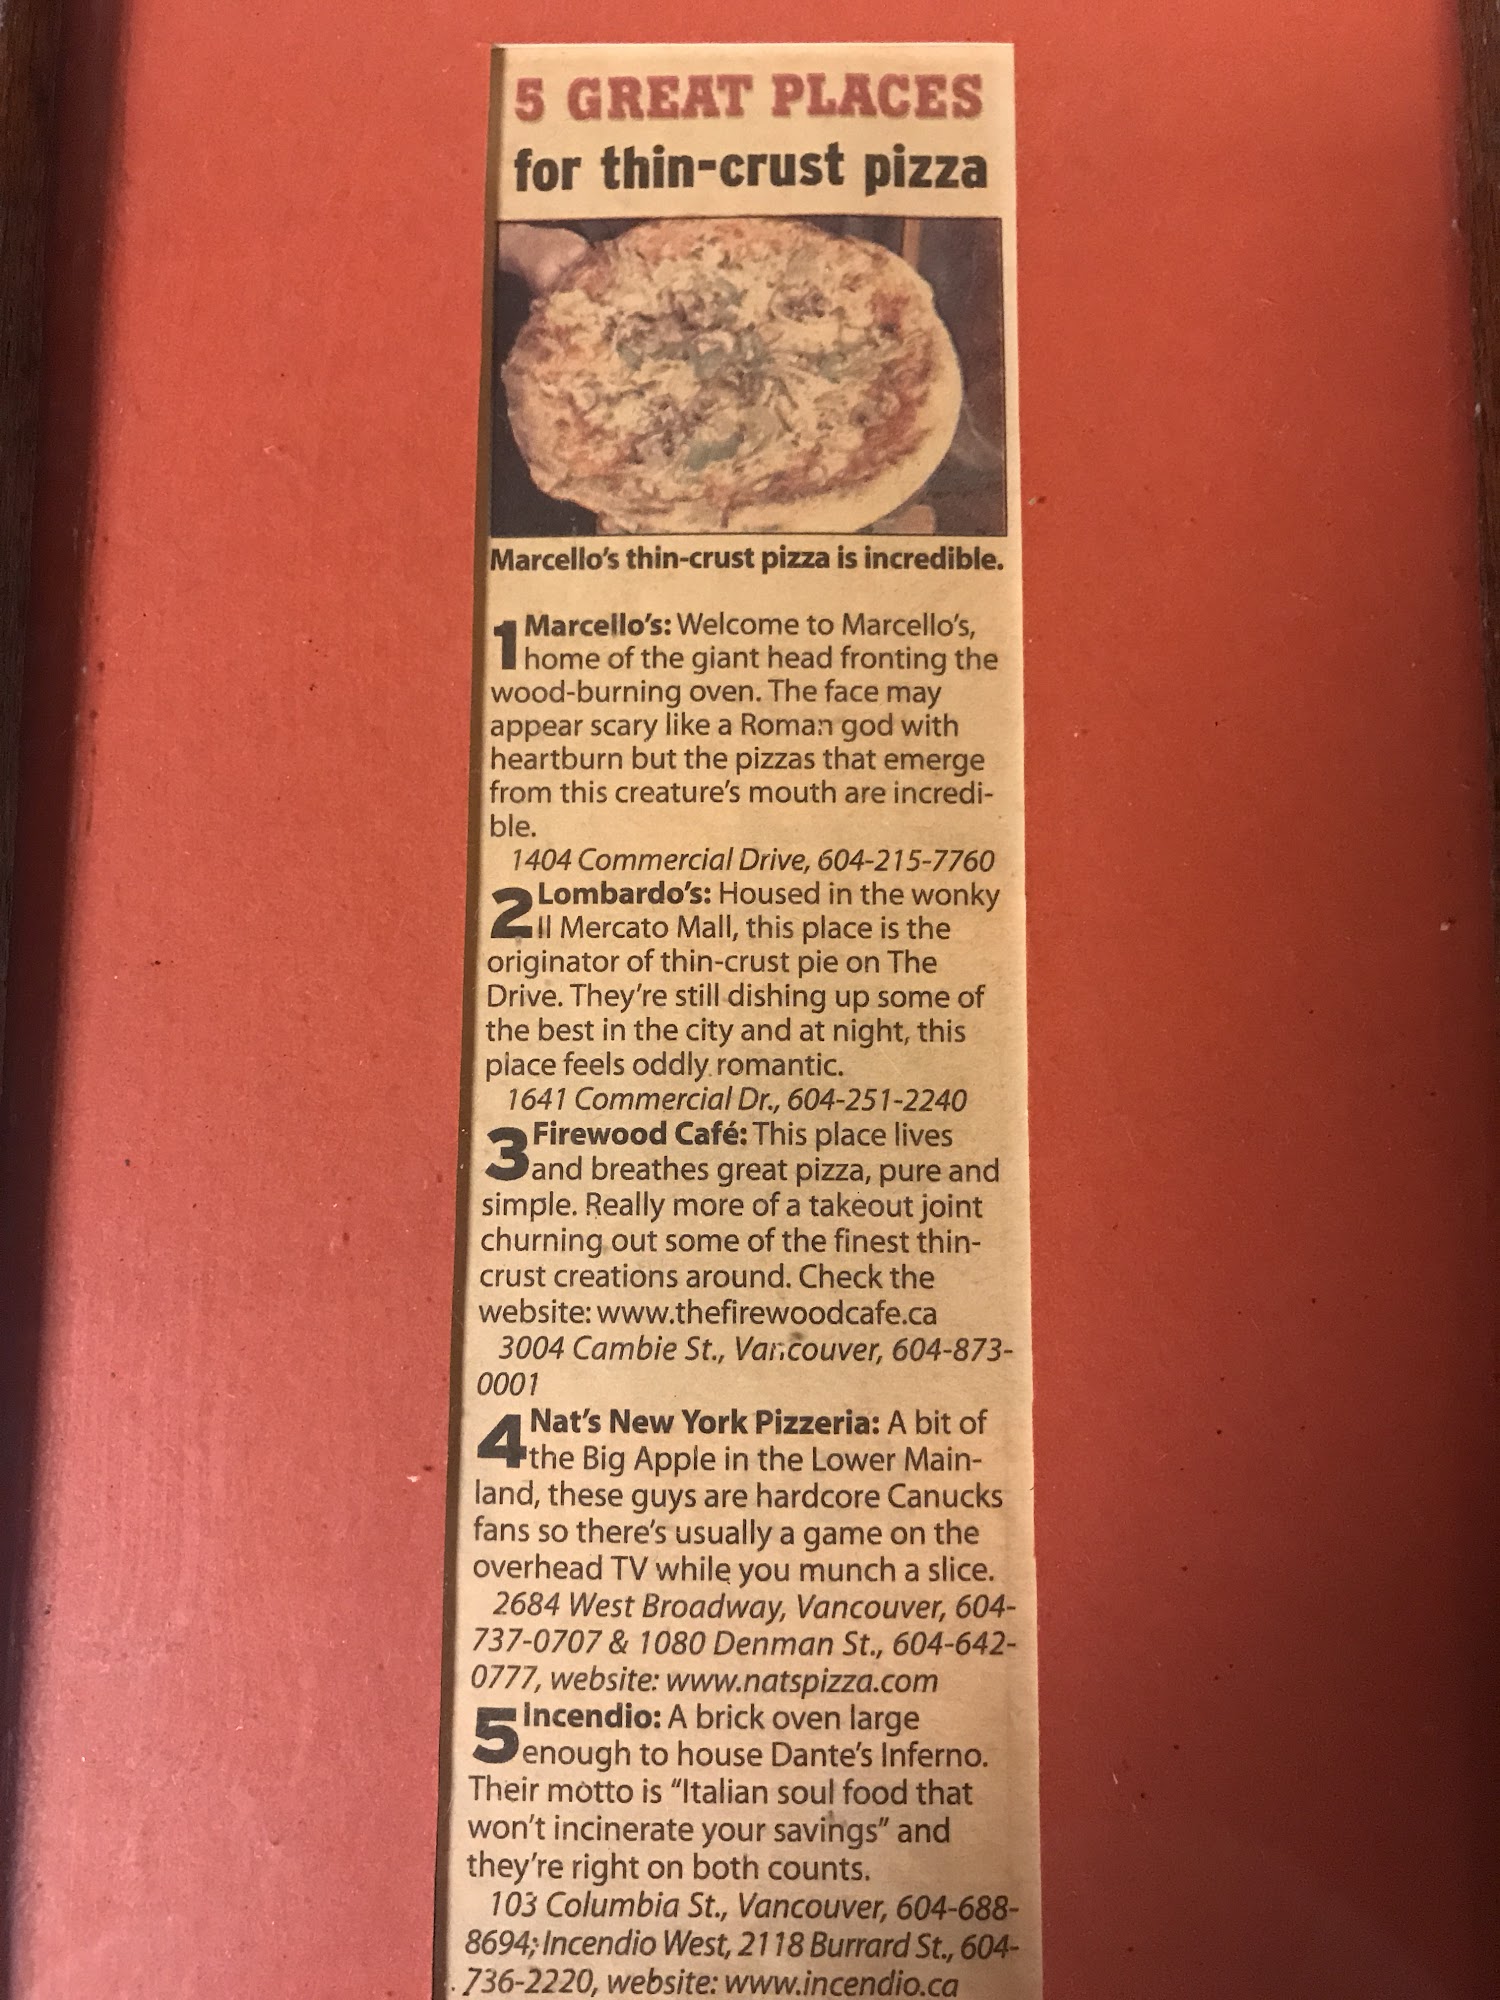 5 GREAT PLACES
for thin-crust pizza
Marcello's thin-crust pizza is incredible.
1 Marcello's: Welcome to Marcello's,
home of the giant head fronting the
wood-burning oven. The face may
appear scary like a Roman god with
heartburn but the pizzas that emerge
from this creature's mouth are incredi-
ble.
1404 Commercial Drive, 604-215-7760
2 Lombardo's: Housed in the wonky
Il Mercato Mall, this place is the
originator of thin-crust pie on The
Drive. They're still dishing up some of
the best in the city and at night, this
place feels oddly romantic.
1641 Commercial Dr., 604-251-2240
3 Firewood Café: This place lives
and breathes great pizza, pure and
simple. Really more of a takeout joint
churning out some of the finest thin-
crust creations around. Check the
website: www.thefirewoodcafe.ca
3004 Cambie St., Vancouver, 604-873-
0001
4 Nat's New York Pizzeria: A bit of
the Big Apple in the Lower Main-
land, these guys are hardcore Canucks
fans so there's usually a game on the
overhead TV while you munch a slice.
2684 West Broadway, Vancouver, 604-
737-0707 & 1080 Denman St., 604-642-
0777, website: www.natspizza.com
5 Incendio: A brick oven large
enough to house Dante's Inferno.
Their motto is "Italian soul food that
won't incinerate your savings" and
they're right on both counts.
103 Columbia St., Vancouver, 604-688-
8694; Incendio West, 2118 Burrard St., 604-
736-2220, website: www.incendio.ca